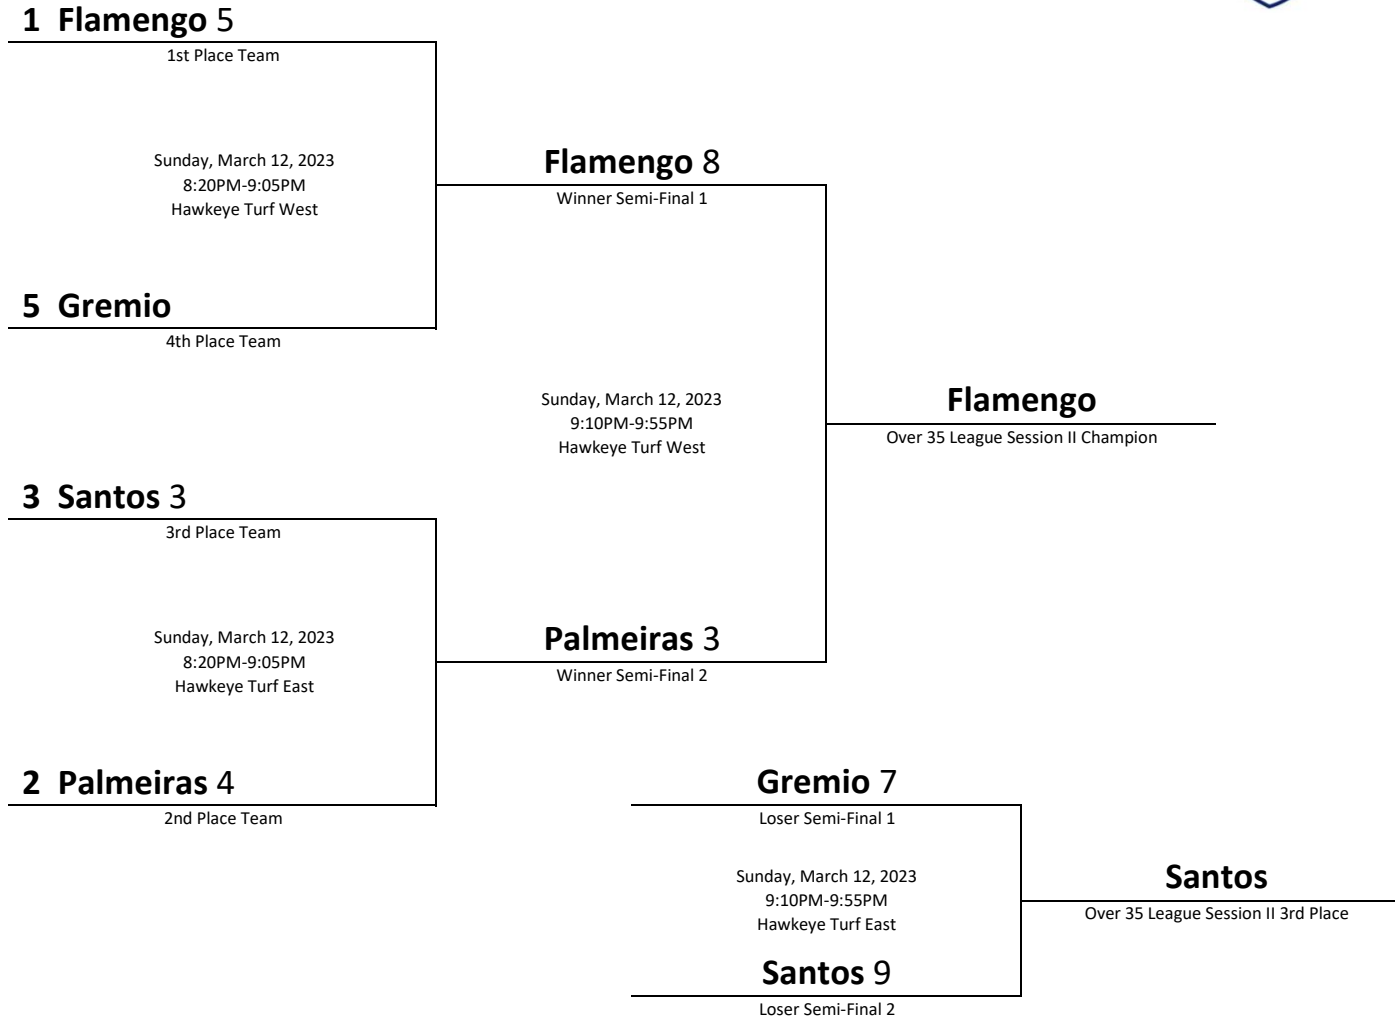 1 Flamengo 5
1st Place Team
Sunday, March 12, 2023
8:20PM-9:05PM
Hawkeye Turf West
5 Gremio
4th Place Team
Flamengo 8
Winner Semi-Final 1
Sunday, March 12, 2023
9:10PM-9:55PM
Hawkeye Turf West
Flamengo
Over 35 League Session II Champion
3 Santos 3
3rd Place Team
Sunday, March 12, 2023
8:20PM-9:05PM
Hawkeye Turf East
2 Palmeiras 4
2nd Place Team
Palmeiras 3
Winner Semi-Final 2
Gremio 7
Loser Semi-Final 1
Sunday, March 12, 2023
9:10PM-9:55PM
Hawkeye Turf East
Santos 9
Loser Semi-Final 2
Santos
Over 35 League Session II 3rd Place